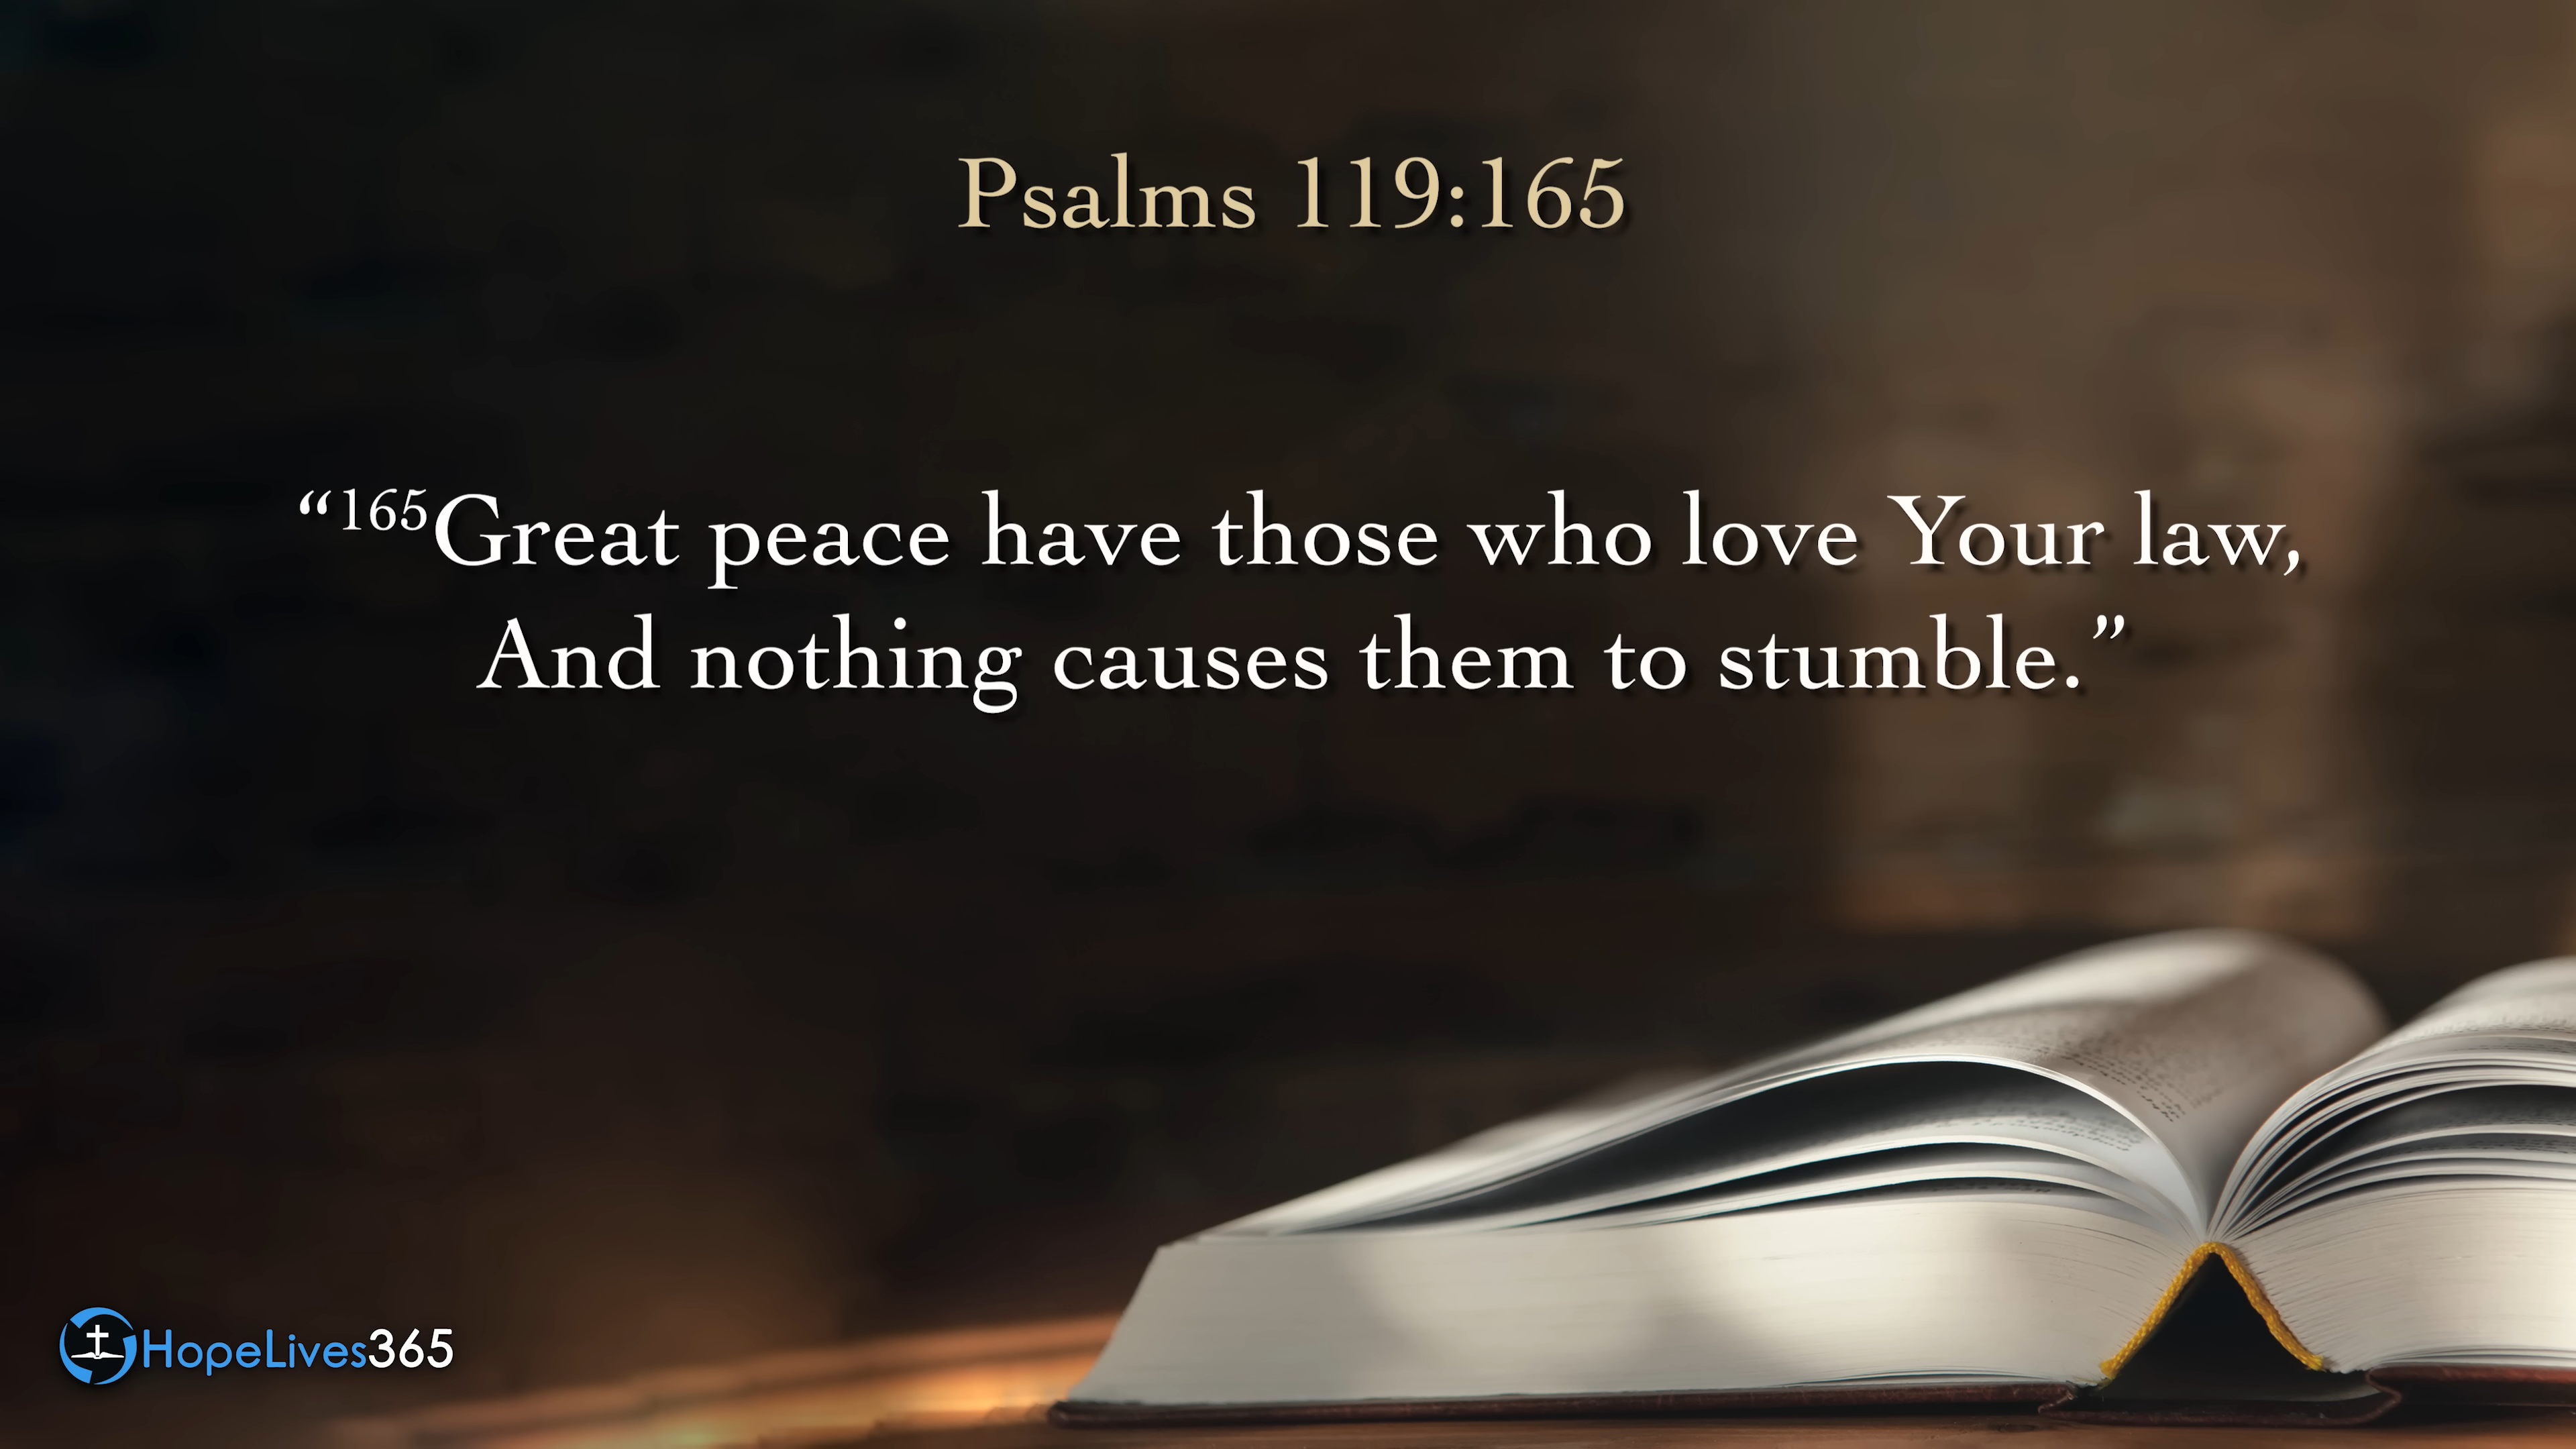 Psalms 119:165
“¹⁶⁵Great peace have those who love Your law,
And nothing causes them to stumble.”
HopeLives365